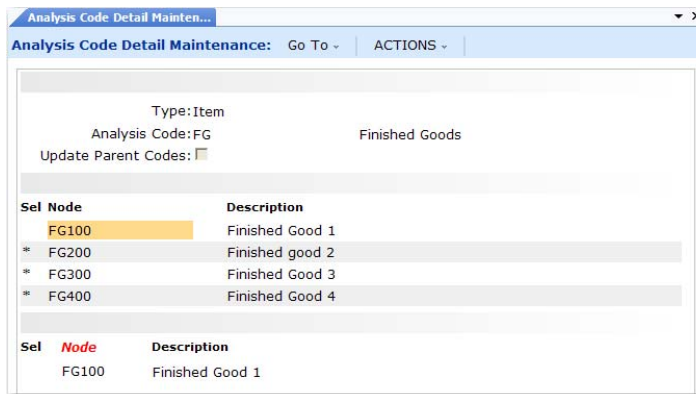 Analysis Code Detail Mainten...
Analysis Code Detail Maintenance: Go To ACTIONS
Type: Item
Analysis Code: FG Finished Goods
Update Parent Codes:
Sel Node Description
FG100 Finished Good 1
* FG200 Finished good 2
* FG300 Finished Good 3
* FG400 Finished Good 4
Sel Node Description
FG100 Finished Good 1